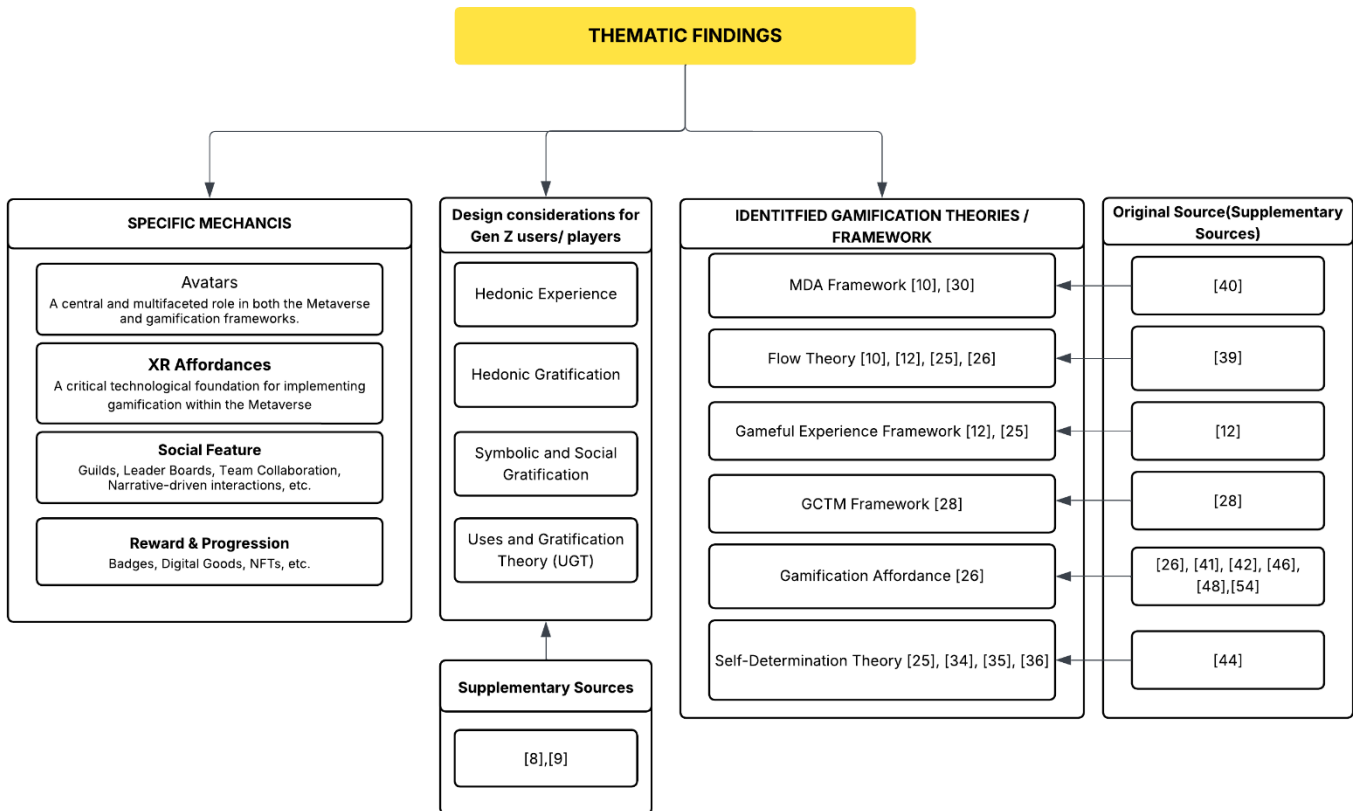 THEMATIC FINDINGS
SPECIFIC MECHANCIS
Avatars
A central and multifaceted role in both the Metaverse
and gamification frameworks.
XR Affordances
A critical technological foundation for implementing
gamification within the Metaverse
Social Feature
Guilds, Leader Boards, Team Collaboration,
Narrative-driven interactions, etc.
Reward & Progression
Badges, Digital Goods, NFTs, etc.
Design considerations for
Gen Z users/ players
Hedonic Experience
Hedonic Gratification
Symbolic and Social
Gratification
Uses and Gratification
Theory (UGT)
Supplementary Sources
[8],[9]
IDENTITFIED GAMIFICATION THEORIES /
FRAMEWORK
MDA Framework [10], [30]
Flow Theory [10], [12], [25], [26]
Gameful Experience Framework [12], [25]
GCTM Framework [28]
Gamification Affordance [26]
Self-Determination Theory [25], [34], [35], [36]
Original Source(Supplementary
Sources)
[40]
[39]
[12]
[28]
[26], [41], [42], [46],
[48],[54]
[44]